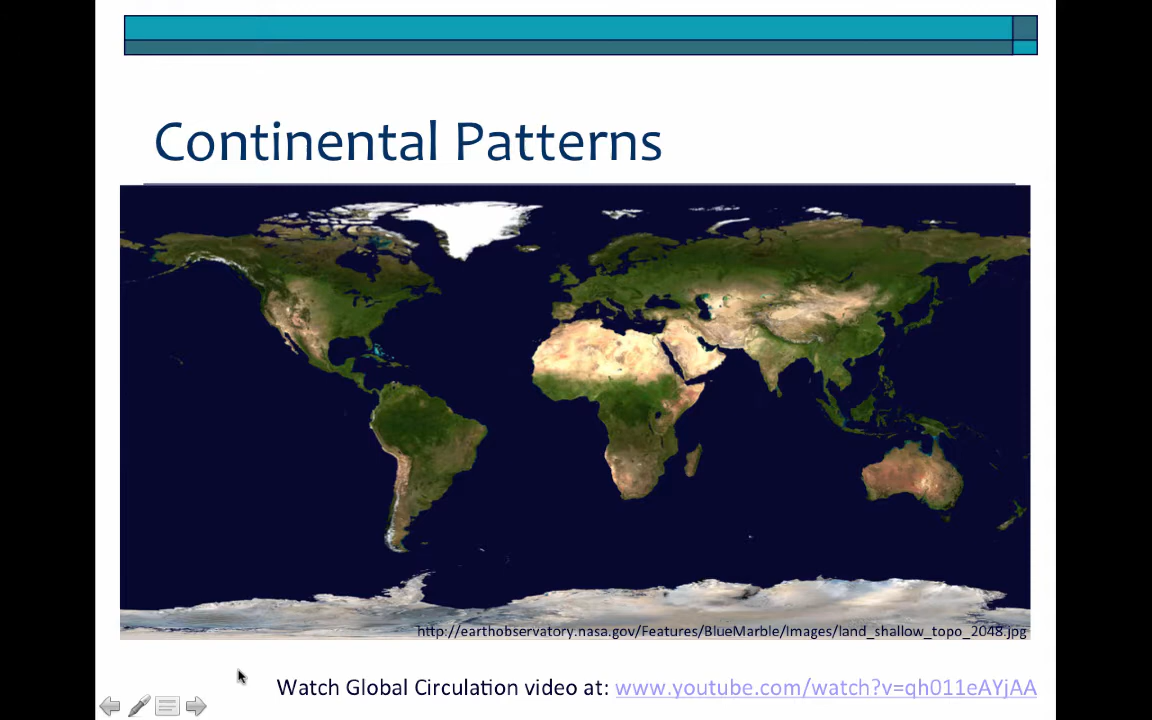 Continental Patterns
http://earthobservatory.nasa.gov/Features/BlueMarble/Images/land_shallow_topo_2048.jpg
Watch Global Circulation video at: www.youtube.com/watch?v=qh011eAYjAA